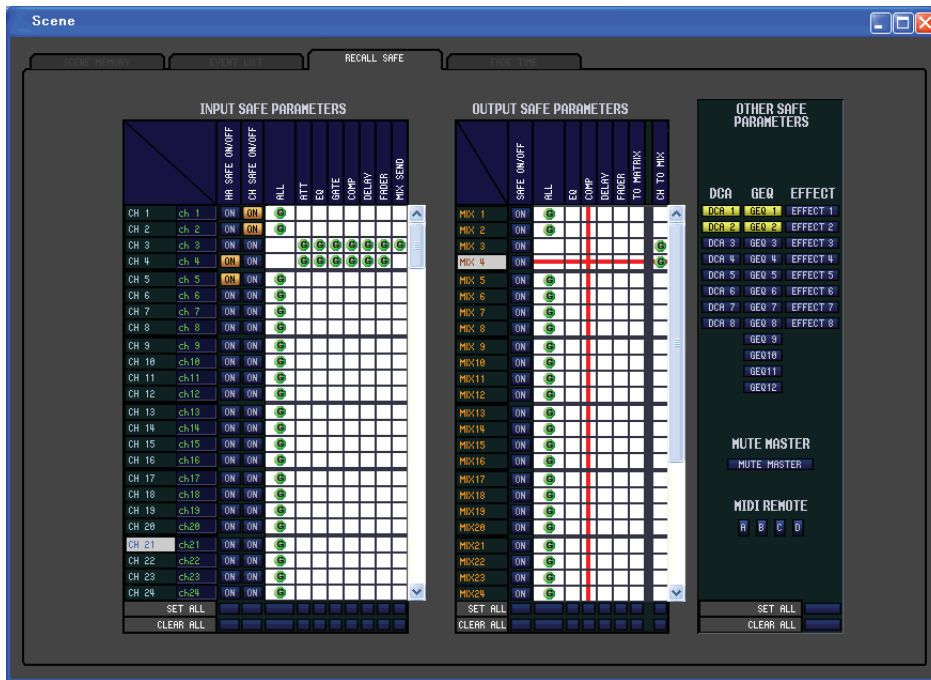 Scene
SCENE MEMORY EVENT LIST RECALL SAFE FADE TIME
INPUT SAFE PARAMETERS
HA SAFE ON/OFF CH SAFE ON/OFF ALL ATT EQ GATE COMP DELAY FADER MIX SEND
CH 1 ch 1 ON ON G
CH 2 ch 2 ON ON G
CH 3 ch 3 ON ON G G G G G G G
CH 4 ch 4 ON ON G G G G G G
CH 5 ch 5 ON ON G
CH 6 ch 6 ON ON G
CH 7 ch 7 ON ON G
CH 8 ch 8 ON ON G
CH 9 ch 9 ON ON G
CH 10 ch10 ON ON G
CH 11 ch11 ON ON G
CH 12 ch12 ON ON G
CH 13 ch13 ON ON G
CH 14 ch14 ON ON G
CH 15 ch15 ON ON G
CH 16 ch16 ON ON G
CH 17 ch17 ON ON G
CH 18 ch18 ON ON G
CH 19 ch19 ON ON G
CH 20 ch20 ON ON G
CH 21 ch21 ON ON G
CH 22 ch22 ON ON G
CH 23 ch23 ON ON G
CH 24 ch24 ON ON G
SET ALL
CLEAR ALL
OUTPUT SAFE PARAMETERS
SAFE ON/OFF ALL EQ COMP DELAY FADER TO MATRIX CH TO MIX
MIX 1 ON G
MIX 2 ON G
MIX 3 ON G
MIX 4 ON G
MIX 5 ON G
MIX 6 ON G
MIX 7 ON G
MIX 8 ON G
MIX 9 ON G
MIX10 ON G
MIX11 ON G
MIX12 ON G
MIX13 ON G
MIX14 ON G
MIX15 ON G
MIX16 ON G
MIX17 ON G
MIX18 ON G
MIX19 ON G
MIX20 ON G
MIX21 ON G
MIX22 ON G
MIX23 ON G
MIX24 ON G
SET ALL
CLEAR ALL
OTHER SAFE
PARAMETERS
DCA GEQ EFFECT
DCA 1 GEQ 1 EFFECT 1
DCA 2 GEQ 2 EFFECT 2
DCA 3 GEQ 3 EFFECT 3
DCA 4 GEQ 4 EFFECT 4
DCA 5 GEQ 5 EFFECT 5
DCA 6 GEQ 6 EFFECT 6
DCA 7 GEQ 7 EFFECT 7
DCA 8 GEQ 8 EFFECT 8
GEQ 9
GEQ10
GEQ11
GEQ12
MUTE MASTER
MUTE MASTER
MIDI REMOTE
A B C D
SET ALL
CLEAR ALL